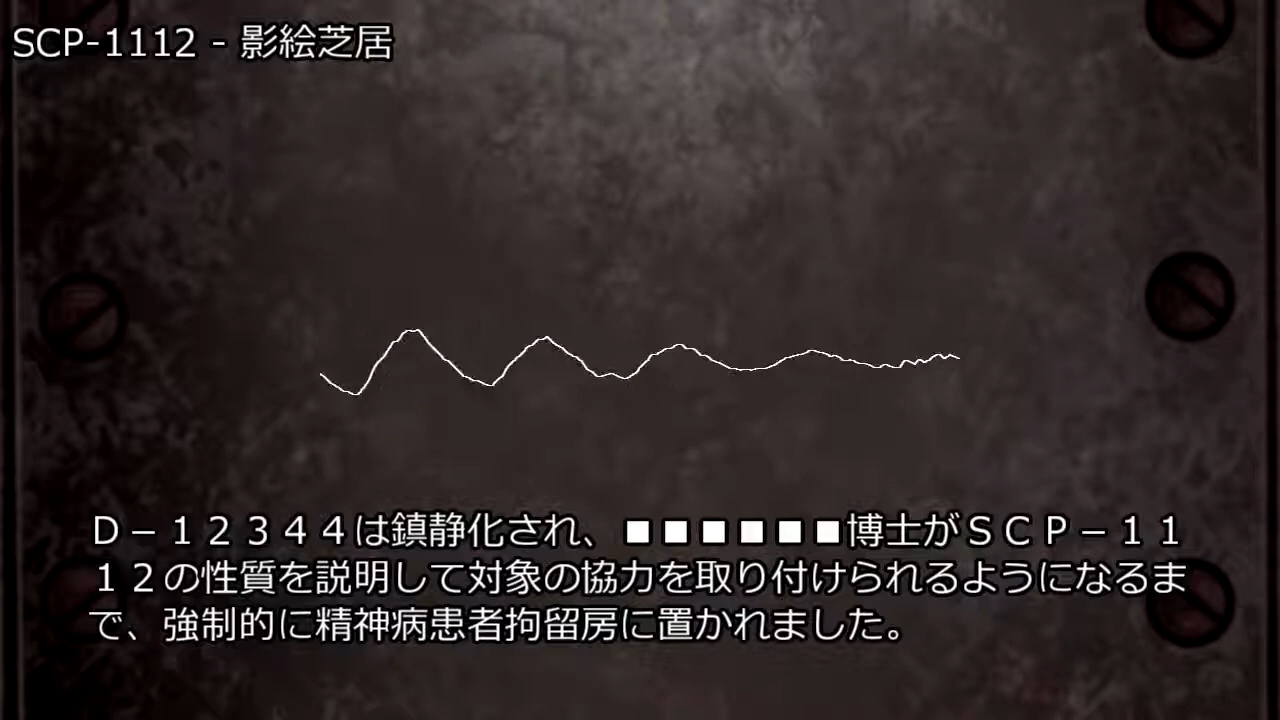 SCP-1112 - 影絵芝居
Ｄ－１２３４４は鎮静化され、■■■■■■博士がＳＣＰ－１１
１２の性質を説明して対象の協力を取り付けられるようになるま
で、強制的に精神病患者拘留房に置かれました。